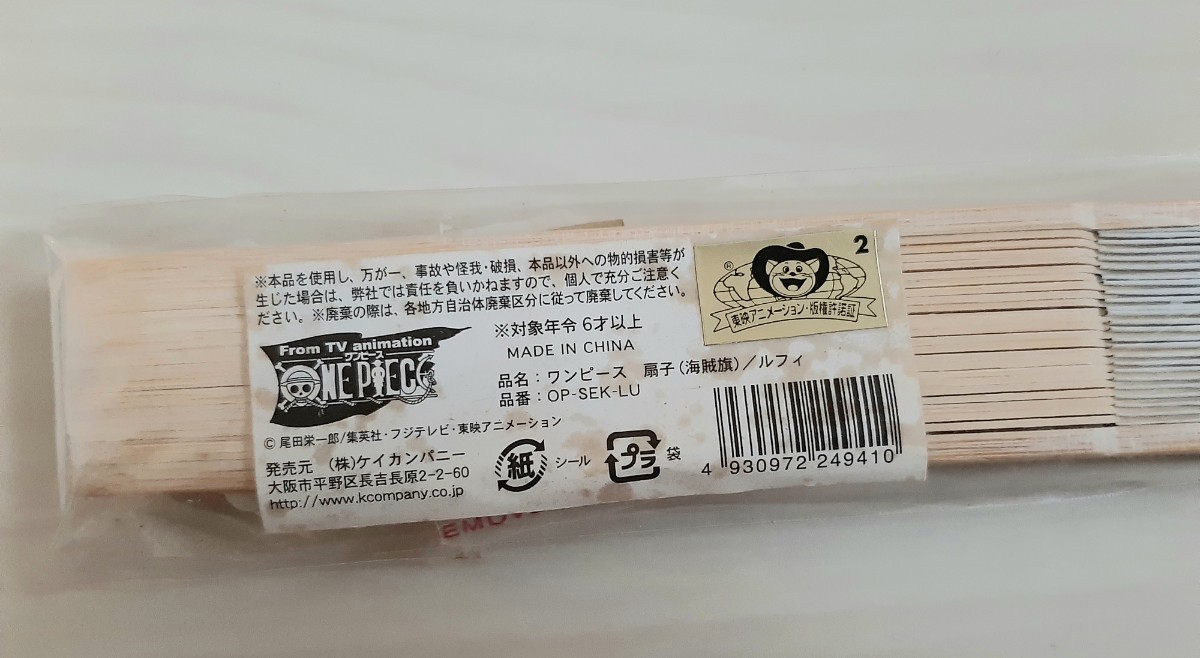 ※本品を使用し、万が一、事故や怪我・破損、本品以外への物的損害等が
生じた場合は、弊社では責任を負いかねますので、個人で充分ご注意く
ださい。※廃棄の際は、各地方自治体廃棄区分に従って廃棄してください。
2
®
東映アニメーション・版権許諾証
From TV animation
ワンピース
ONE PIECE
※対象年令 6才以上
MADE IN CHINA
品名：ワンピース 扇子(海賊旗)／ルフィ
品番：OP-SEK-LU
© 尾田栄一郎/集英社・フジテレビ・東映アニメーション
発売元 (株)ケイカンパニー
大阪市平野区長吉長原2-2-60
http://www.kcompany.co.jp
紙 シール
プラ 袋
4 930972 249410